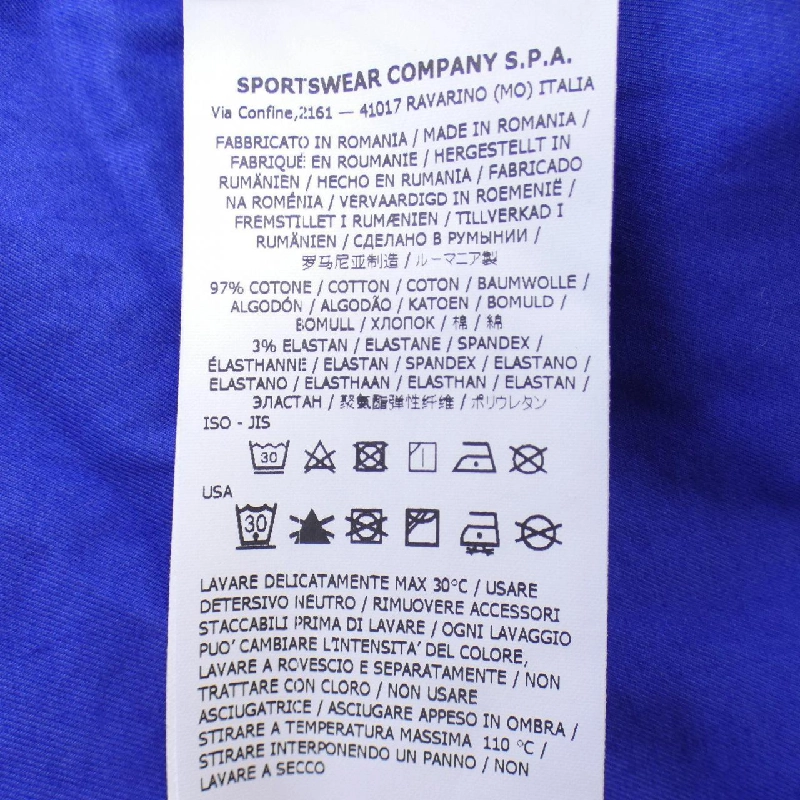 SPORTSWEAR COMPANY S.P.A.
Via Confine,2161 — 41017 RAVARINO (MO) ITALIA
FABBRICATO IN ROMANIA / MADE IN ROMANIA /
FABRIQUÉ EN ROUMANIE / HERGESTELLT IN
RUMÄNIEN / HECHO EN RUMANIA / FABRICADO
NA ROMÉNIA / VERVAARDIGD IN ROEMENIË /
FREMSTILLET I RUMÆNIEN / TILLVERKAD I
RUMÄNIEN / СДЕЛАНО В РУМЫНИИ /
罗马尼亚制造 / ルーマニア製
97% COTONE / COTTON / COTON / BAUMWOLLE /
ALGODÓN / ALGODÃO / KATOEN / BOMULD /
BOMULL / ХЛОПОК / 棉 / 綿
3% ELASTAN / ELASTANE / SPANDEX /
ÉLASTHANNE / ELASTAN / SPANDEX / ELASTANO /
ELASTANO / ELASTHAAN / ELASTHAN / ELASTAN /
ЭЛАСТАН / 聚氨酯弹性纤维 / ポリウレタン
ISO - JIS
30
USA
30
LAVARE DELICATAMENTE MAX 30°C / USARE
DETERSIVO NEUTRO / RIMUOVERE ACCESSORI
STACCABILI PRIMA DI LAVARE / OGNI LAVAGGIO
PUO' CAMBIARE L'INTENSITA' DEL COLORE,
LAVARE A ROVESCIO E SEPARATAMENTE / NON
TRATTARE CON CLORO / NON USARE
ASCIUGATRICE / ASCIUGARE APPESO IN OMBRA /
STIRARE A TEMPERATURA MASSIMA 110 °C /
STIRARE INTERPONENDO UN PANNO / NON
LAVARE A SECCO